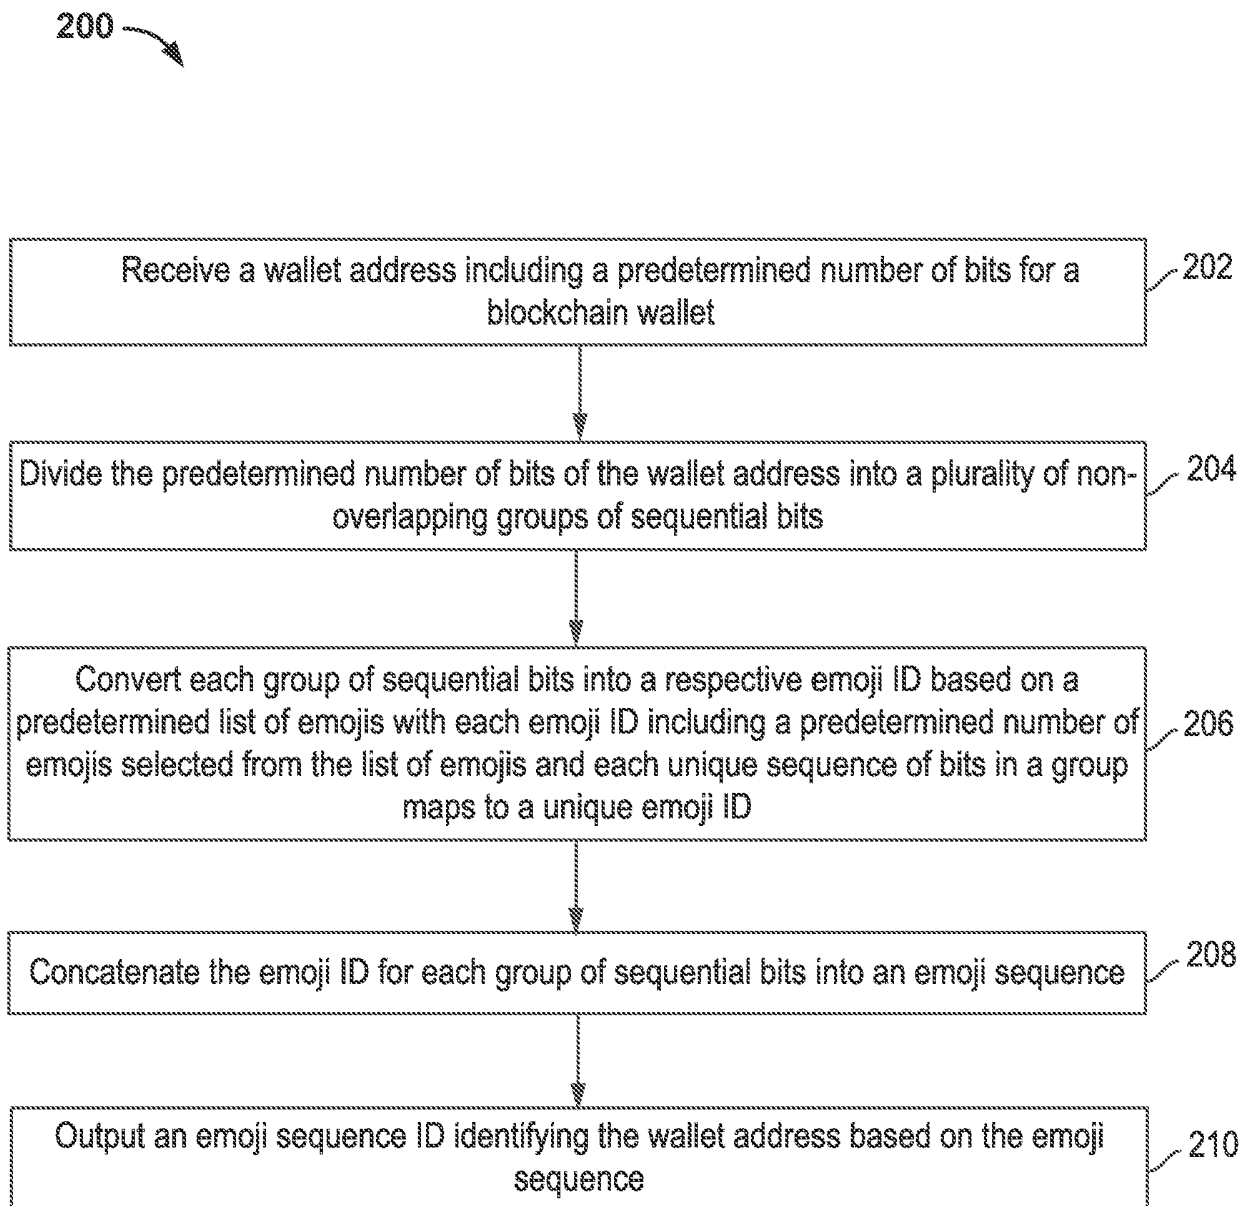 200
Receive a wallet address including a predetermined number of bits for a
blockchain wallet
202
Divide the predetermined number of bits of the wallet address into a plurality of non-
overlapping groups of sequential bits
204
Convert each group of sequential bits into a respective emoji ID based on a
predetermined list of emojis with each emoji ID including a predetermined number of
emojis selected from the list of emojis and each unique sequence of bits in a group
maps to a unique emoji ID
206
Concatenate the emoji ID for each group of sequential bits into an emoji sequence
208
Output an emoji sequence ID identifying the wallet address based on the emoji
sequence
210